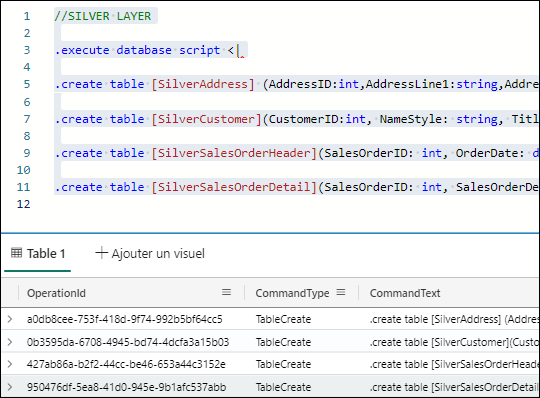 1 //SILVER LAYER
2
3 .execute database script <|
4
5 .create table [SilverAddress] (AddressID:int,AddressLine1:string,Addre
6
7 .create table [SilverCustomer](CustomerID:int, NameStyle: string, Titl
8
9 .create table [SilverSalesOrderHeader](SalesOrderID: int, OrderDate: d
10
11 .create table [SilverSalesOrderDetail](SalesOrderID: int, SalesOrderDe
12
Table 1 + Ajouter un visuel
OperationId CommandType CommandText
a0db8cee-753f-418d-9f74-992b5bf64cc5 TableCreate .create table [SilverAddress] (Addres
0b3595da-6708-4945-bd74-4dcfa3a15b03 TableCreate .create table [SilverCustomer](Custo
427ab86a-b2f2-44cc-be46-653a44c3152e TableCreate .create table [SilverSalesOrderHeade
950476df-5ea8-41d0-945e-9b1afc537abb TableCreate .create table [SilverSalesOrderDetail